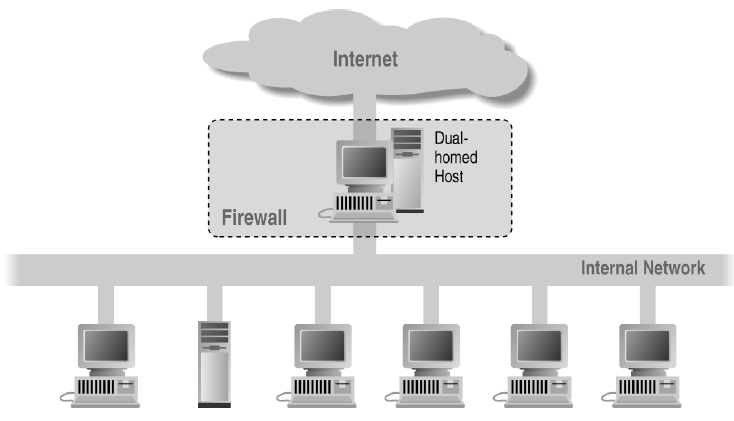 Internet
Dual-
homed
Host
Firewall
Internal Network